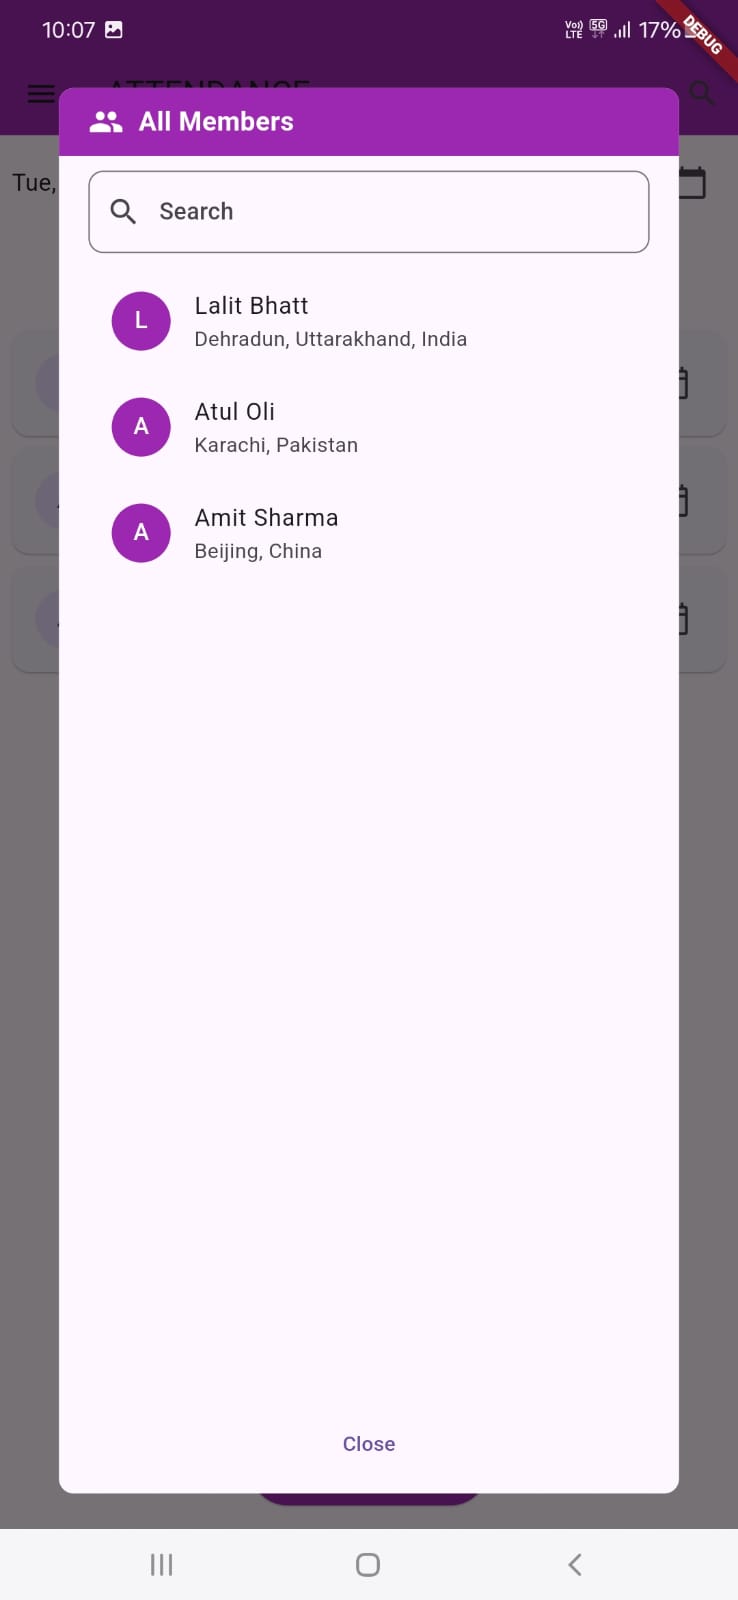 10:07
Vo)) LTE 5G 17%
DEBUG
ATTENDANCE
All Members
Tue,
Search
L
Lalit Bhatt
Dehradun, Uttarakhand, India
A
Atul Oli
Karachi, Pakistan
A
Amit Sharma
Beijing, China
Close